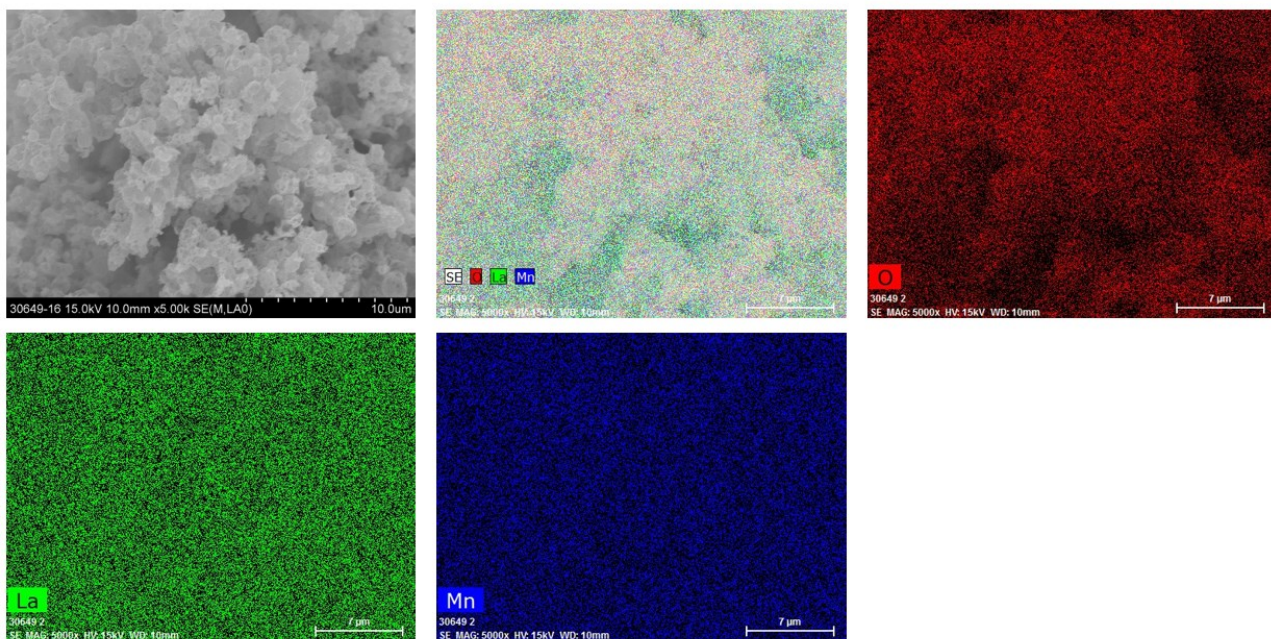 30649-16 15.0kV 10.0mm x5.00k SE(M,LA0)
10.0um
SE O La Mn
30649 2
7 µm
SE MAG: 5000x HV: 15kV WD: 10mm
O
30649 2
7 µm
SE MAG: 5000x HV: 15kV WD: 10mm
La
30649 2
7 µm
SE MAG: 5000x HV: 15kV WD: 10mm
Mn
30649 2
7 µm
SE MAG: 5000x HV: 15kV WD: 10mm